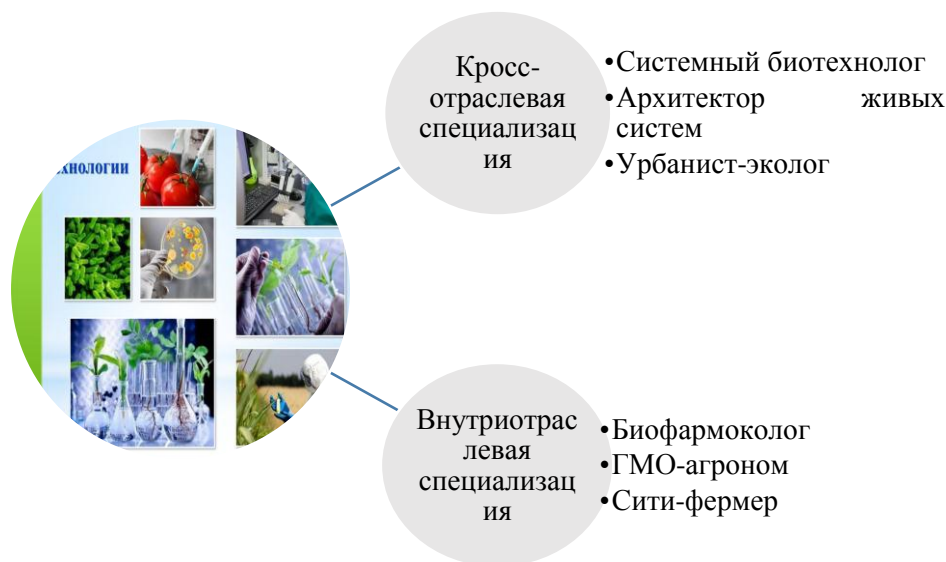 Кросс-
отраслевая
специализац
ия
•Системный биотехнолог
•Архитектор живых
систем
•Урбанист-эколог
хнологии
Внутриотрас
левая
специализац
ия
•Биофармоколог
•ГМО-агроном
•Сити-фермер